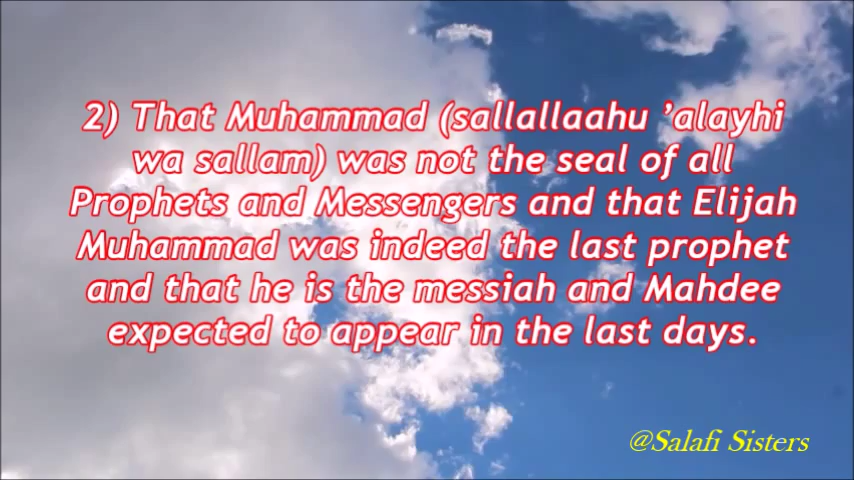 2) That Muhammad (sallallaahu 'alayhi
wa sallam) was not the seal of all
Prophets and Messengers and that Elijah
Muhammad was indeed the last prophet
and that he is the messiah and Mahdee
expected to appear in the last days.
@Salafi Sisters